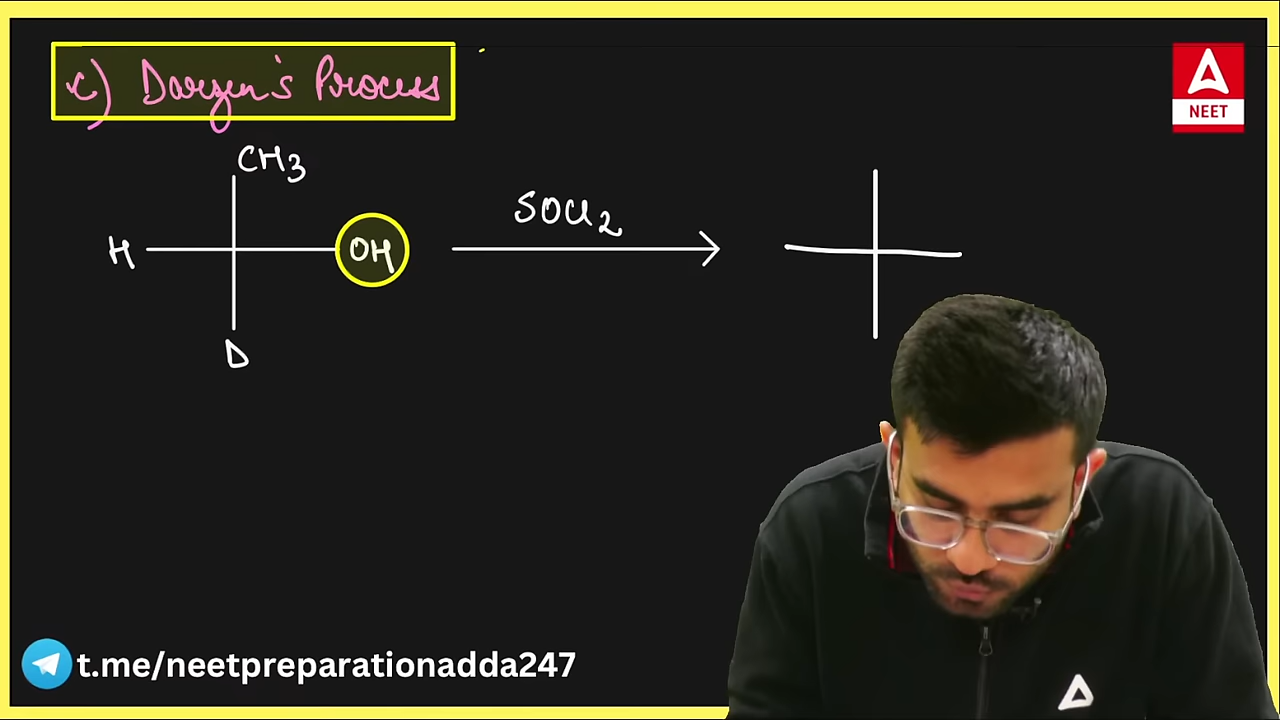 c) Darzen's Process
NEET
CH3
H
OH
SOCl2
D
t.me/neetpreparationadda247